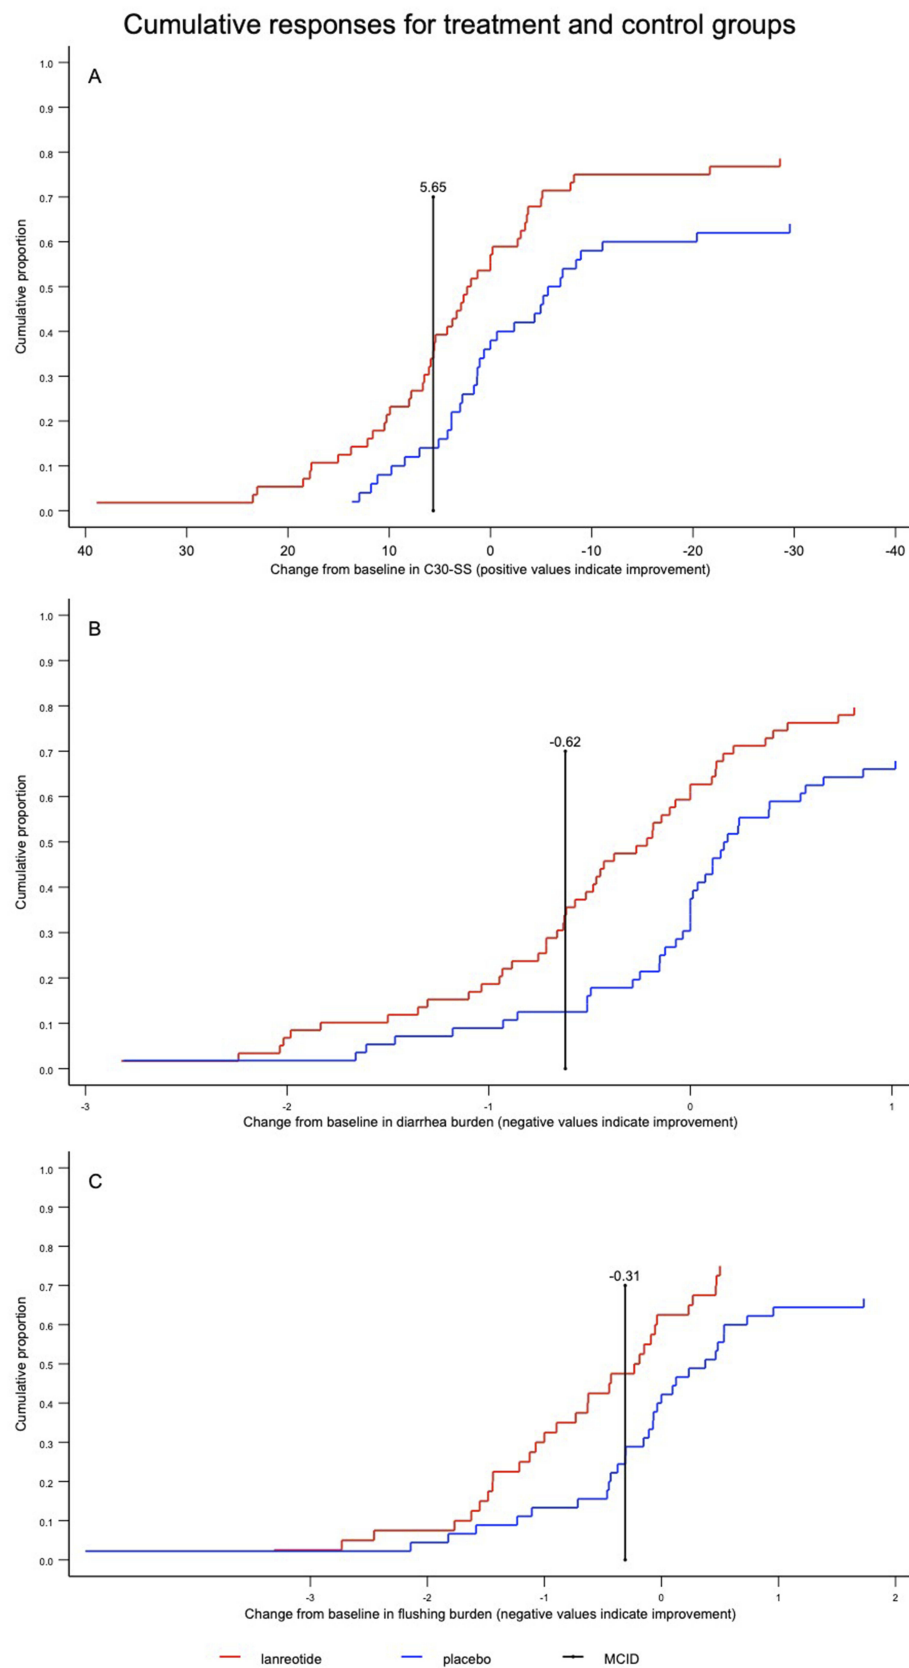 Cumulative responses for treatment and control groups
A
1.0
0.9
0.8
0.7
0.6
0.5
0.4
0.3
0.2
0.1
0.0
Cumulative proportion
5.65
40 30 20 10 0 -10 -20 -30 -40
Change from baseline in C30-SS (positive values indicate improvement)
B
1.0
0.9
0.8
0.7
0.6
0.5
0.4
0.3
0.2
0.1
0.0
Cumulative proportion
-0.62
-3 -2 -1 0 1
Change from baseline in diarrhea burden (negative values indicate improvement)
C
1.0
0.9
0.8
0.7
0.6
0.5
0.4
0.3
0.2
0.1
0.0
Cumulative proportion
-0.31
-3 -2 -1 0 1 2
Change from baseline in flushing burden (negative values indicate improvement)
lanreotide placebo MCID